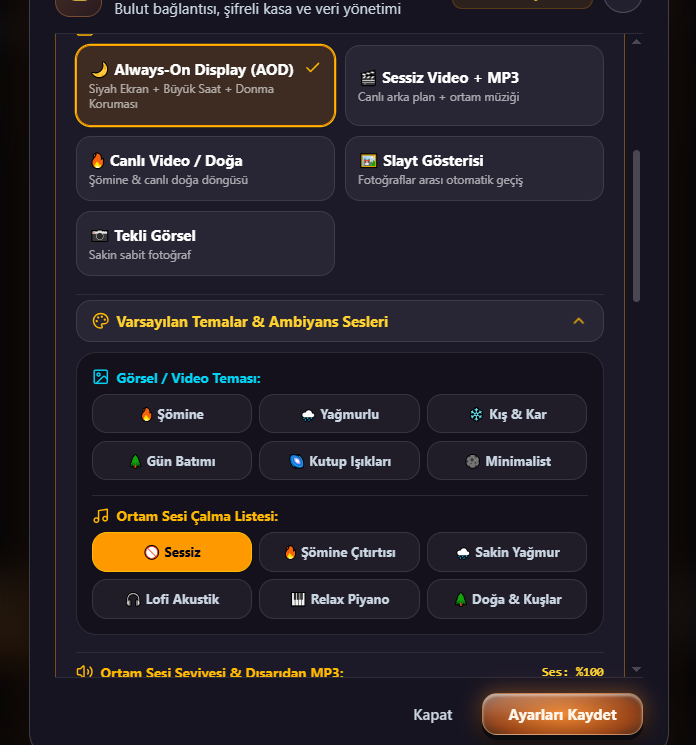 Bulut bağlantısı, şifreli kasa ve veri yönetimi
Always-On Display (AOD)
Siyah Ekran + Büyük Saat + Donma
Koruması
Sessiz Video + MP3
Canlı arka plan + ortam müziği
Canlı Video / Doğa
Şömine & canlı doğa döngüsü
Slayt Gösterisi
Fotoğraflar arası otomatik geçiş
Tekli Görsel
Sakin sabit fotoğraf
Varsayılan Temalar & Ambiyans Sesleri
Görsel / Video Teması:
Şömine
Yağmurlu
Kış & Kar
Gün Batımı
Kutup Işıkları
Minimalist
Ortam Sesi Çalma Listesi:
Sessiz
Şömine Çıtırtısı
Sakin Yağmur
Lofi Akustik
Relax Piyano
Doğa & Kuşlar
Ortam Sesi Seviyesi & Dışarıdan MP3:
Ses: %100
Kapat
Ayarları Kaydet